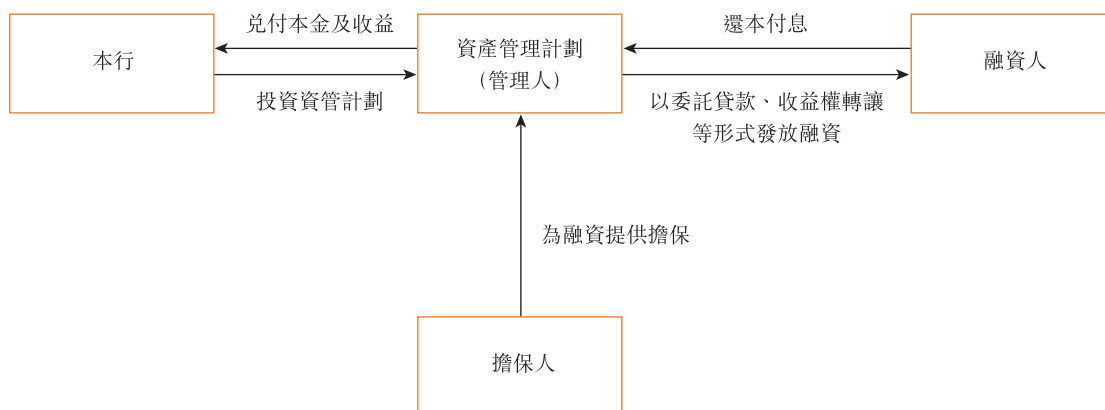 兑付本金及收益
還本付息
本行
資產管理計劃
（管理人）
融資人
投資資管計劃
以委託貸款、收益權轉讓
等形式發放融資
為融資提供擔保
擔保人